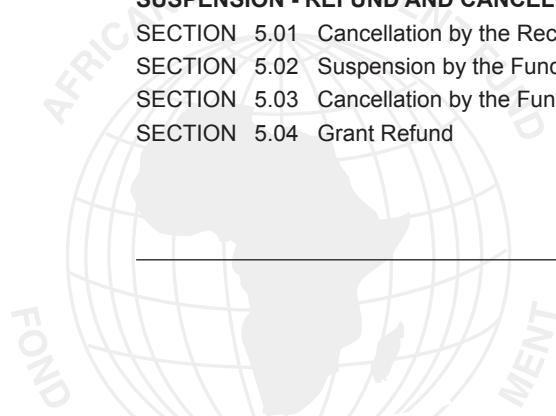 SUSPENSION - REFUND AND
SECTION 5.01 Cancellation by the
SECTION 5.02 Suspension by the
SECTION 5.03 Cancellation by the
SECTION 5.04 Grant Refund
FOND